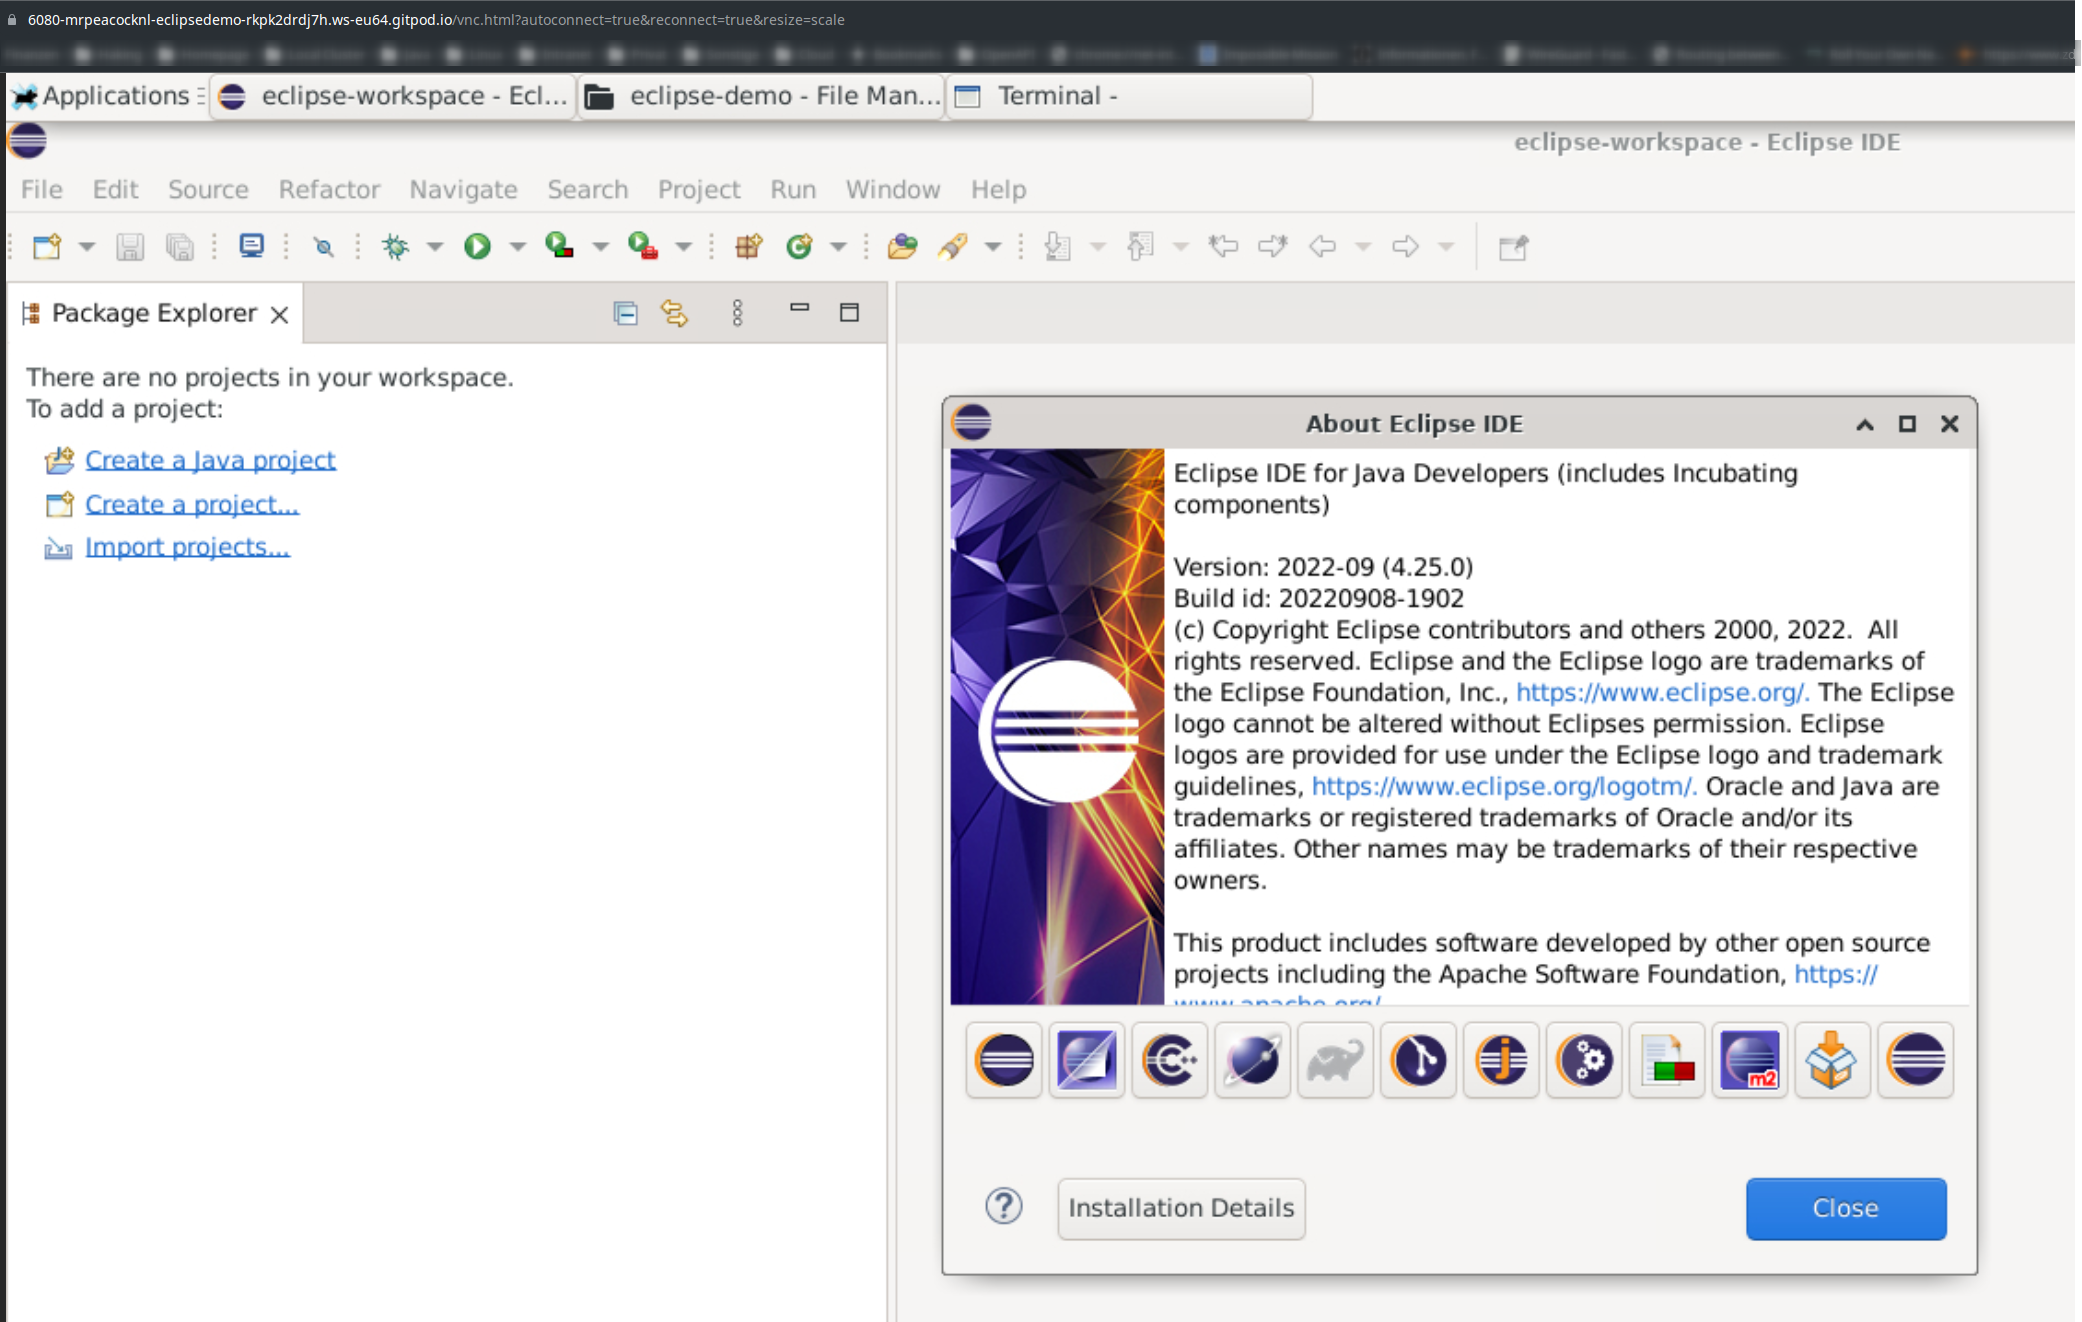 6080-mrpeacocknl-eclipsedemo-rkpk2drdj7h.ws-eu64.gitpod.io/vnc.html?autoconnect=true&reconnect=true&resize=scale
Applications
eclipse-workspace - Ecl...
eclipse-demo - File Man...
Terminal -
eclipse-workspace - Eclipse IDE
File Edit Source Refactor Navigate Search Project Run Window Help
Package Explorer
There are no projects in your workspace.
To add a project:
Create a Java project
Create a project...
Import projects...
About Eclipse IDE
Eclipse IDE for Java Developers (includes Incubating
components)
Version: 2022-09 (4.25.0)
Build id: 20220908-1902
(c) Copyright Eclipse contributors and others 2000, 2022.  All
rights reserved. Eclipse and the Eclipse logo are trademarks of
the Eclipse Foundation, Inc., https://www.eclipse.org/. The Eclipse
logo cannot be altered without Eclipses permission. Eclipse
logos are provided for use under the Eclipse logo and trademark
guidelines, https://www.eclipse.org/logotm/. Oracle and Java are
trademarks or registered trademarks of Oracle and/or its
affiliates. Other names may be trademarks of their respective
owners.
This product includes software developed by other open source
projects including the Apache Software Foundation, https://
www.apache.org/
m2
Installation Details
Close